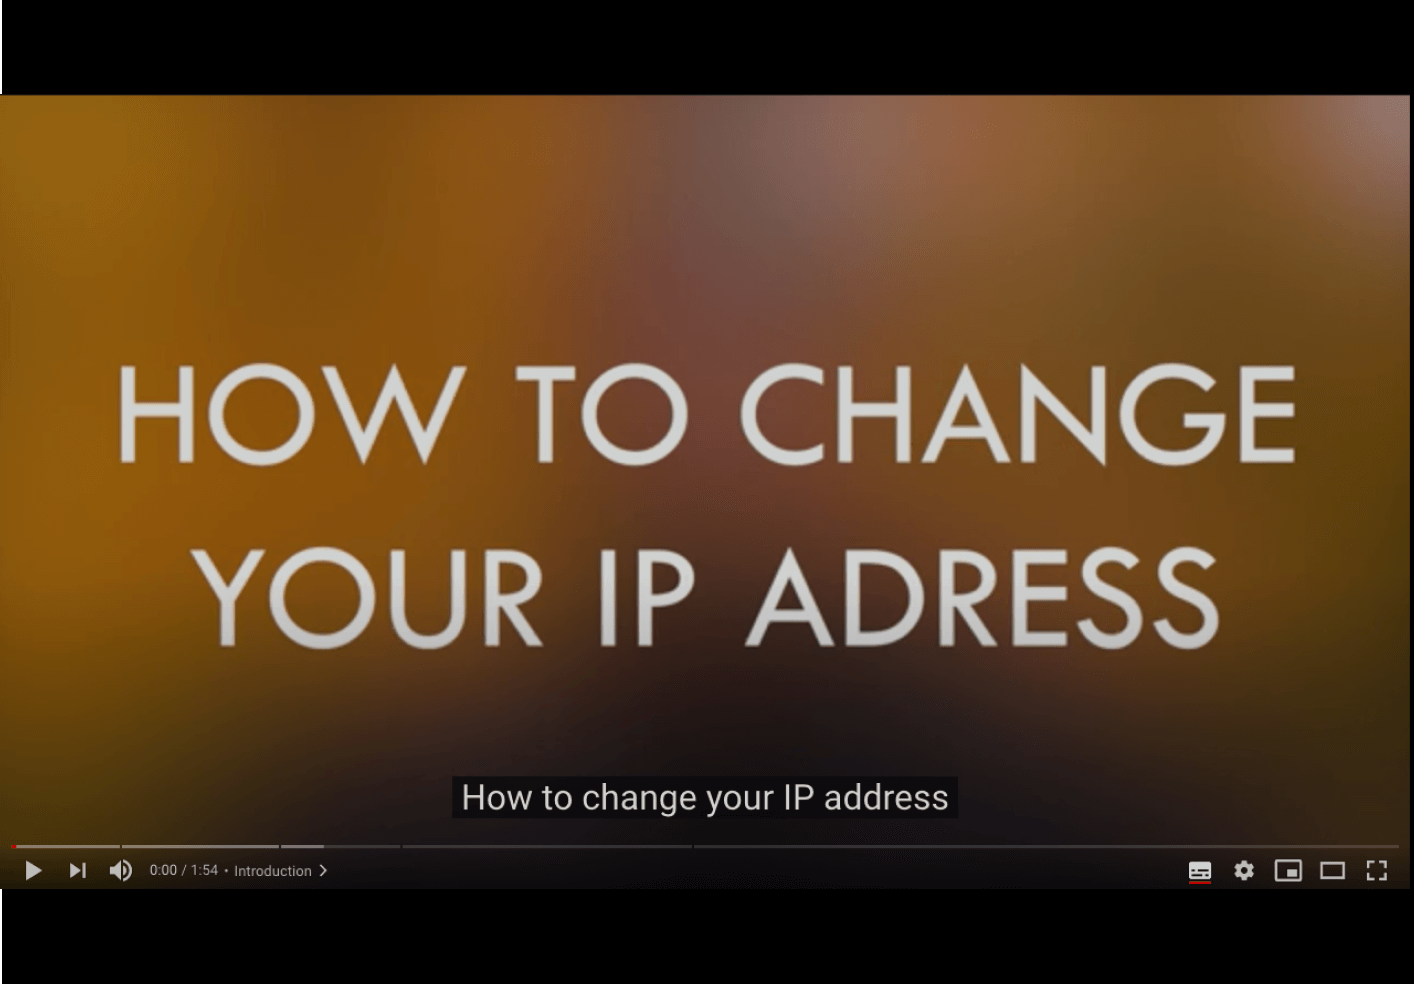 HOW TO CHANGE
YOUR IP ADRESS
How to change your IP address
0:00 / 1:54 • Introduction